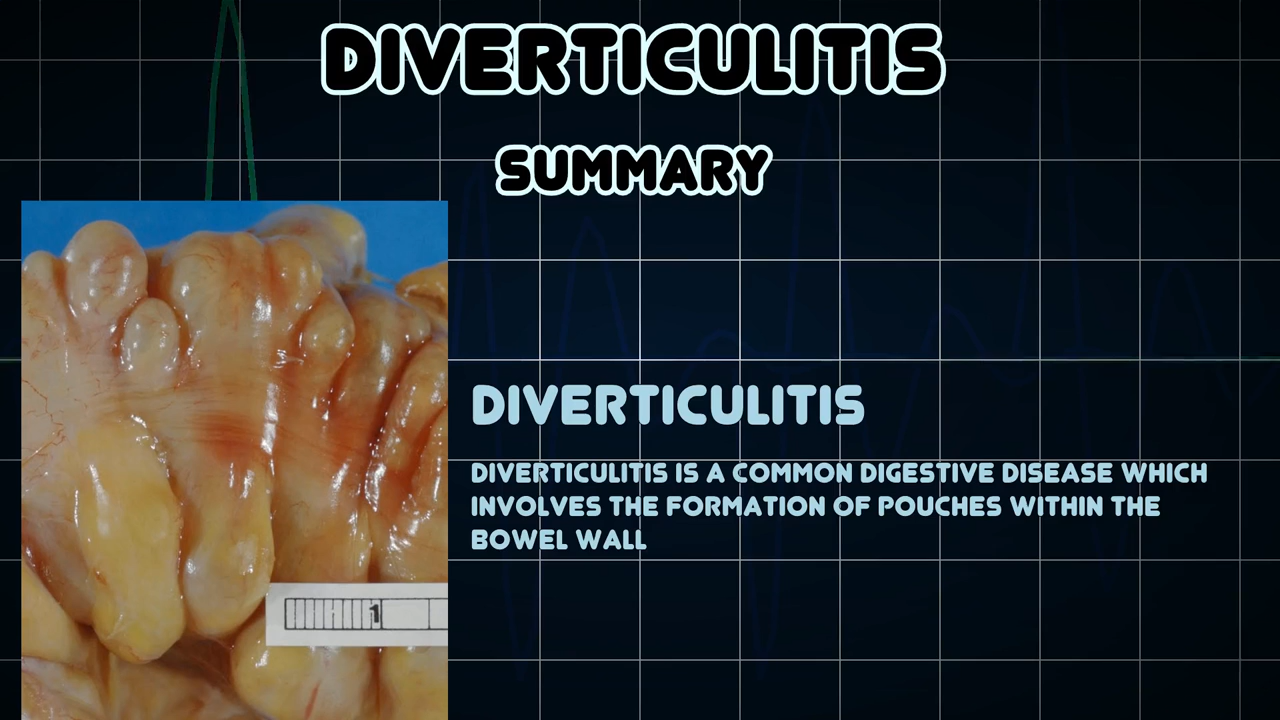 DIVERTICULITIS
SUMMARY
DIVERTICULITIS
DIVERTICULITIS IS A COMMON DIGESTIVE DISEASE WHICH
INVOLVES THE FORMATION OF POUCHES WITHIN THE
BOWEL WALL
1